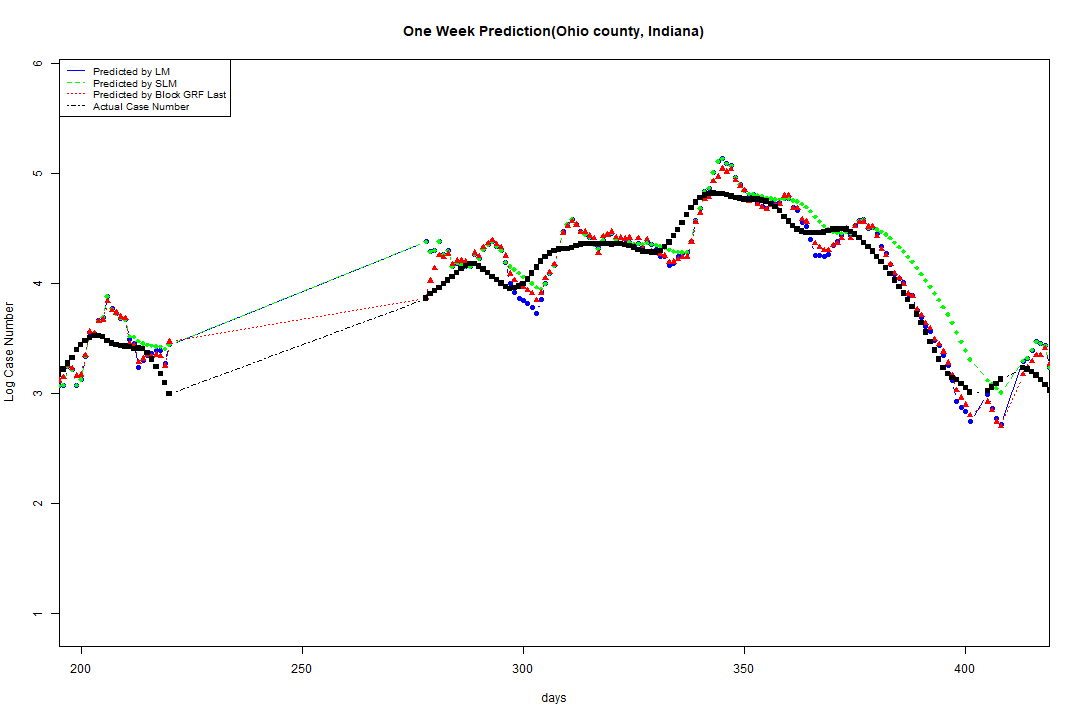 One Week Prediction(Ohio county, Indiana)
Predicted by LM
Predicted by SLM
Predicted by Block GRF Last
Actual Case Number
6
5
4
3
2
1
Log Case Number
200 250 300 350 400
days